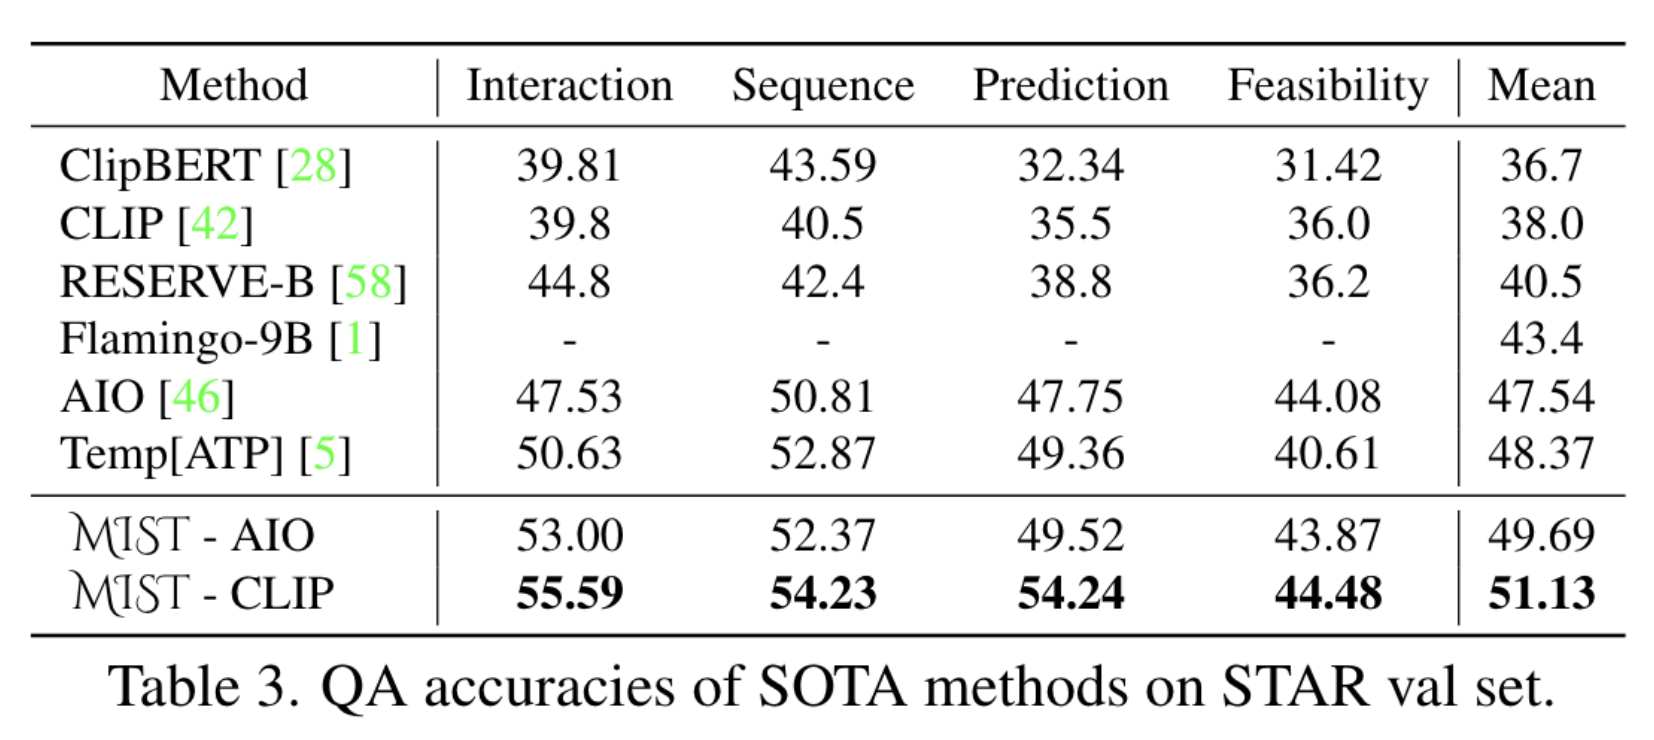 Method Interaction Sequence Prediction Feasibility Mean
ClipBERT [28] 39.81 43.59 32.34 31.42 36.7
CLIP [42] 39.8 40.5 35.5 36.0 38.0
RESERVE-B [58] 44.8 42.4 38.8 36.2 40.5
Flamingo-9B [1] - - - - 43.4
AIO [46] 47.53 50.81 47.75 44.08 47.54
Temp[ATP] [5] 50.63 52.87 49.36 40.61 48.37
MIST - AIO 53.00 52.37 49.52 43.87 49.69
MIST - CLIP 55.59 54.23 54.24 44.48 51.13
Table 3. QA accuracies of SOTA methods on STAR val set.